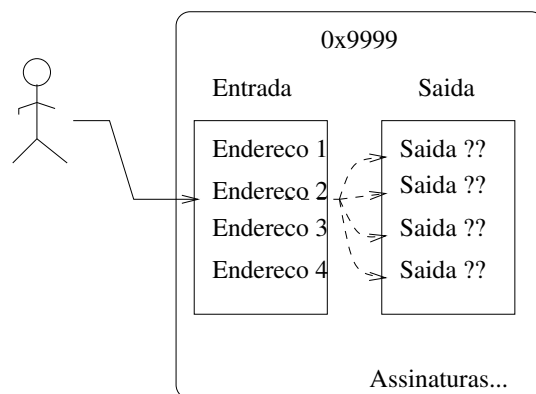 0x9999
Entrada
Saida
Endereco 1
Saida ??
Endereco 2
Saida ??
Endereco 3
Saida ??
Endereco 4
Saida ??
Assinaturas...